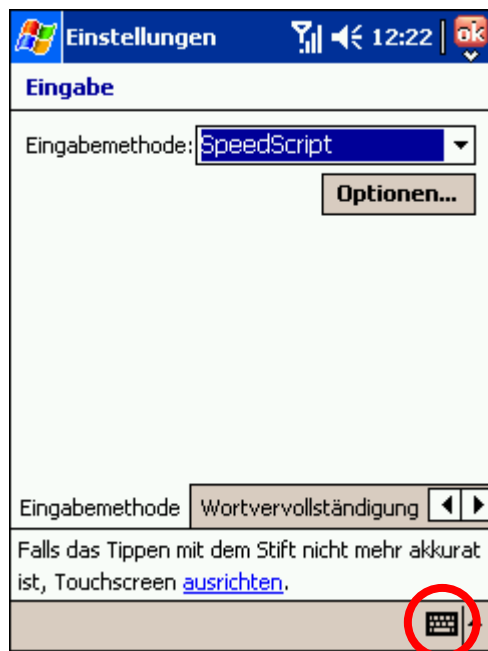 Einstellungen 12:22 ok
Eingabe
Eingabemethode: SpeedScript
Optionen...
Eingabemethode Wortvervollständigung
Falls das Tippen mit dem Stift nicht mehr akkurat
ist, Touchscreen ausrichten.